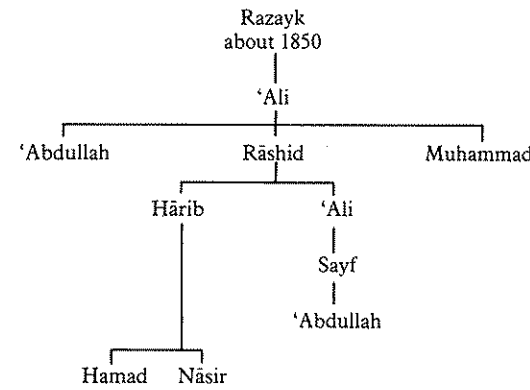 Razayk
about 1850
‘Ali
‘Abdullah Rāshid Muhammad
Hārib ‘Ali
Sayf
‘Abdullah
Hamad Nāsir